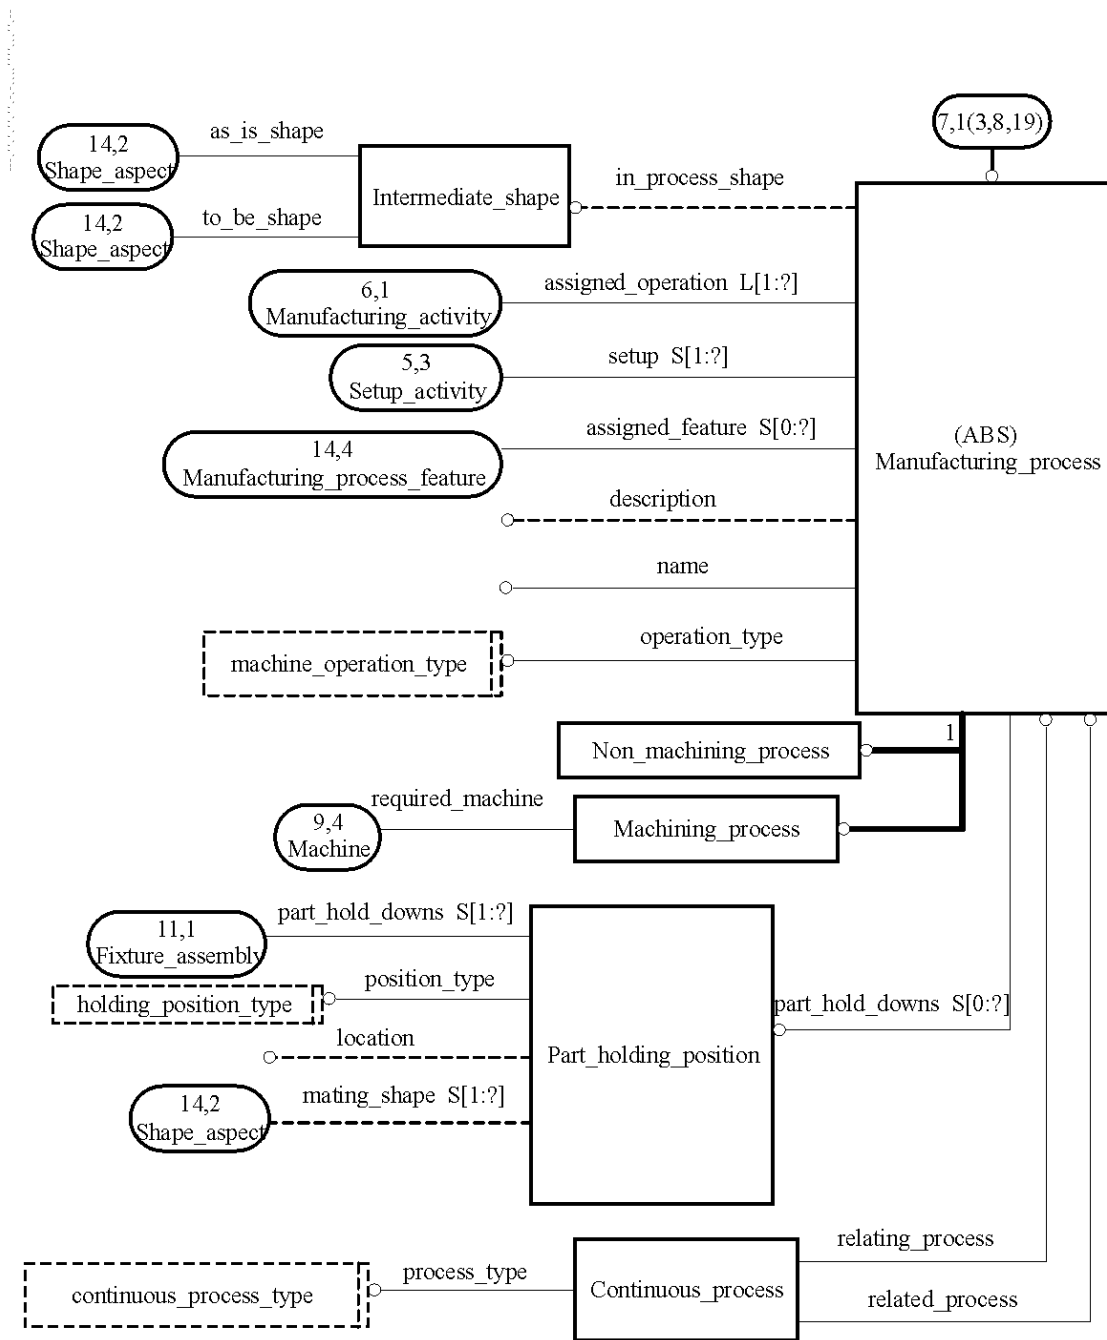 7,1(3,8,19)
as_is_shape
14,2
Shape_aspect
Intermediate_shape
in_process_shape
to_be_shape
14,2
Shape_aspect
6,1
Manufacturing_activity
assigned_operation L[1:?]
5,3
Setup_activity
setup S[1:?]
14,4
Manufacturing_process_feature
assigned_feature S[0:?]
(ABS)
Manufacturing_process
description
name
operation_type
machine_operation_type
1
Non_machining_process
required_machine
9,4
Machine
Machining_process
part_hold_downs S[1:?]
11,1
Fixture_assembly
position_type
holding_position_type
part_hold_downs S[0:?]
location
Part_holding_position
mating_shape S[1:?]
14,2
Shape_aspect
relating_process
process_type
continuous_process_type
Continuous_process
related_process